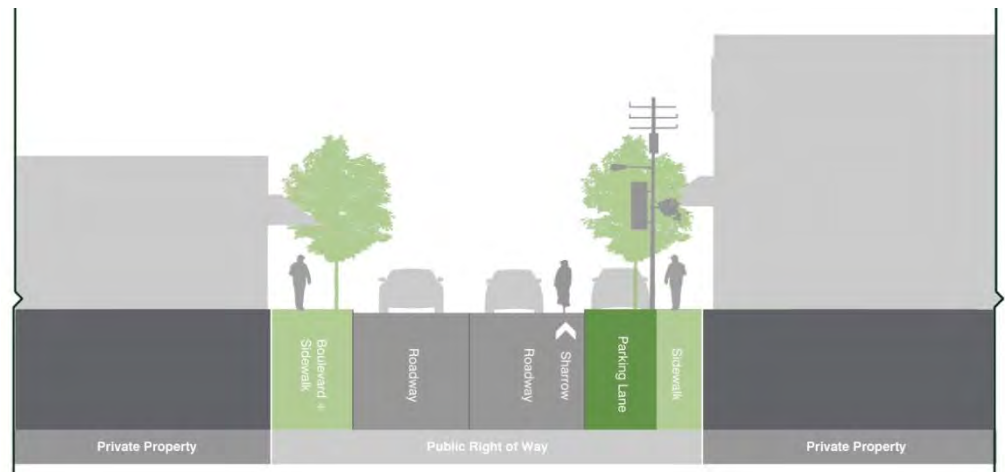 Boulevard +
Sidewalk
Roadway
Roadway
Sharrow
Parking Lane
Sidewalk
Private Property
Public Right of Way
Private Property